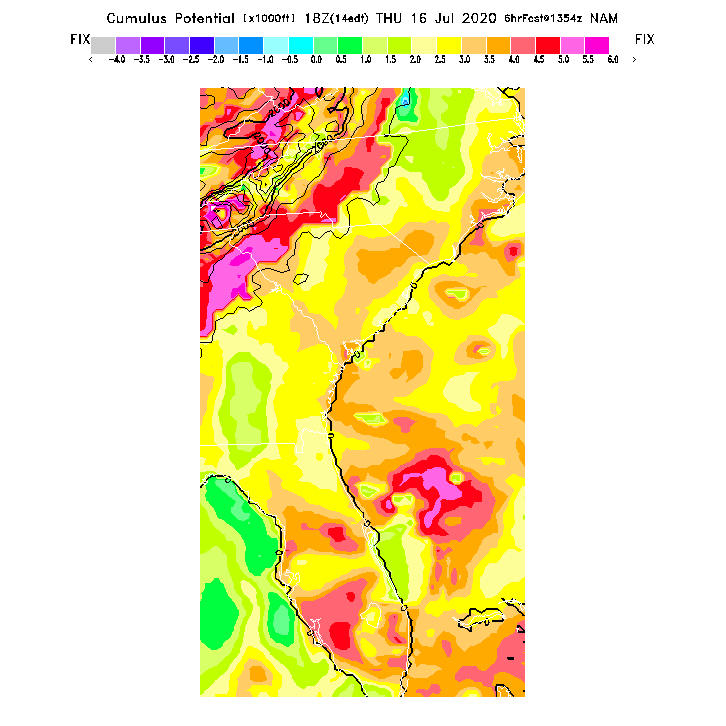 Cumulus Potential [x1000ft] 18Z(14edt) THU 16 Jul 2020 6hrFcst@1354z NAM
FIX FIX
< -4.0 -3.5 -3.0 -2.5 -2.0 -1.5 -1.0 -0.5 0.0 0.5 1.0 1.5 2.0 2.5 3.0 3.5 4.0 4.5 5.0 5.5 6.0 >